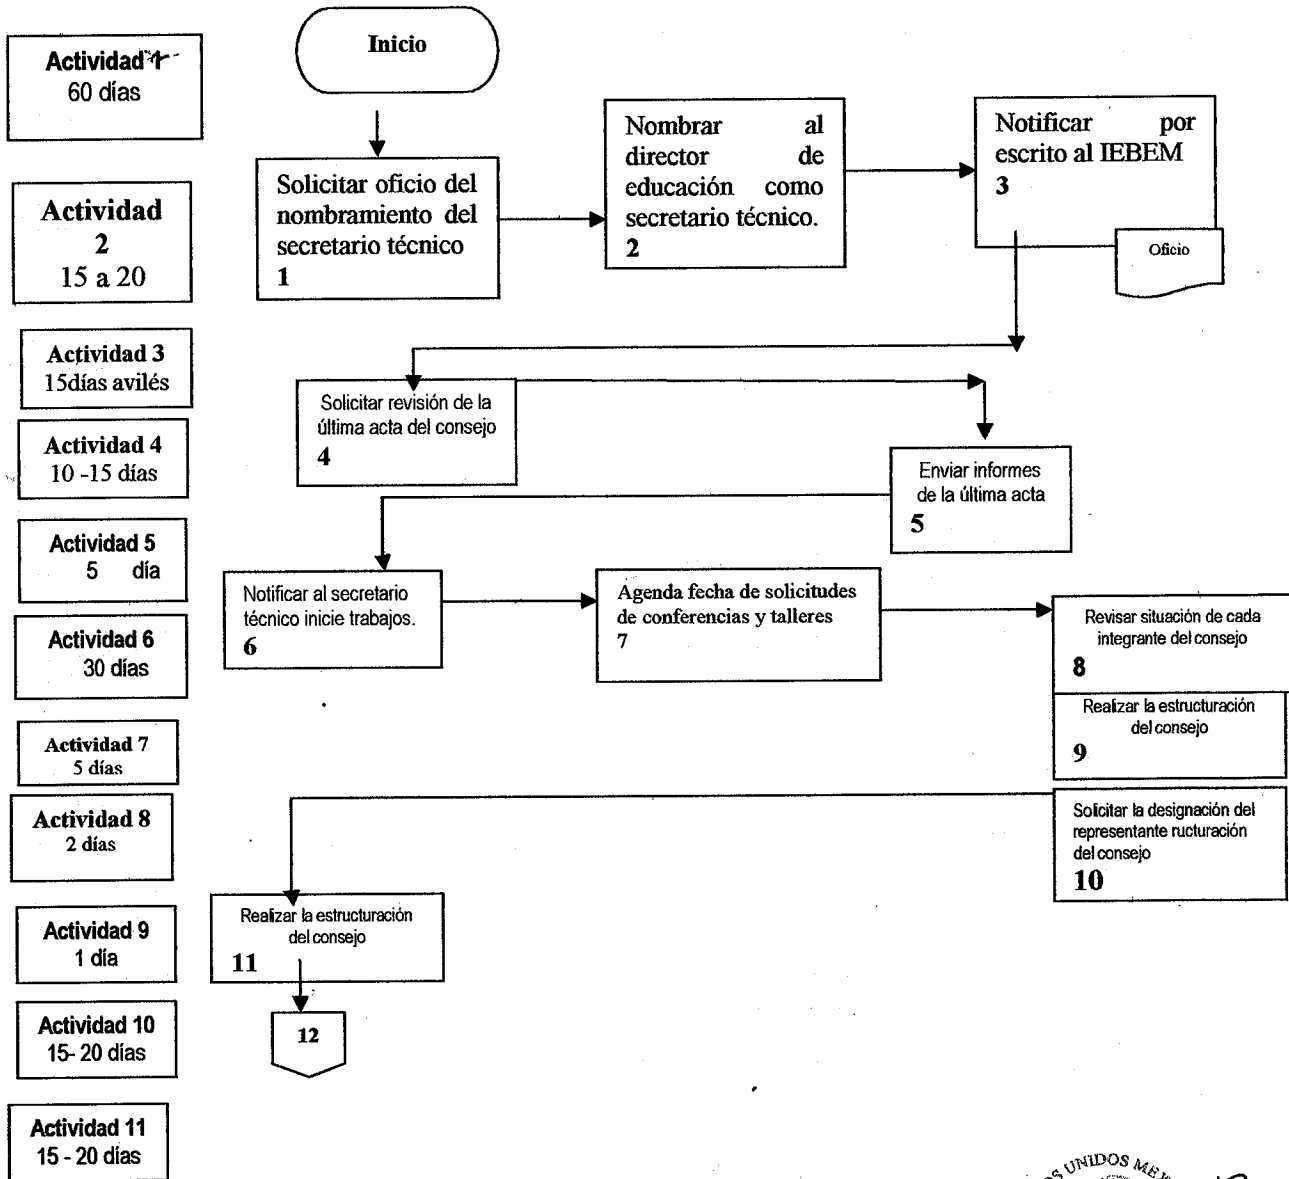 Actividad 1
60 días
Actividad
2
15 a 20
Actividad 3
15días avilés
Actividad 4
10 -15 días
Actividad 5
5 día
Actividad 6
30 días
Actividad 7
5 días
Actividad 8
2 días
Actividad 9
1 día
Actividad 10
15- 20 días
Actividad 11
15 - 20 días
Inicio
Solicitar oficio del
nombramiento del
secretario técnico
1
Nombrar al
director de
educación como
secretario técnico.
2
Notificar por
escrito al IEBEM
3
Oficio
Solicitar revisión de la
última acta del consejo
4
Enviar informes
de la última acta
5
Notificar al secretario
técnico inicie trabajos.
6
Agenda fecha de solicitudes
de conferencias y talleres
7
Revisar situación de cada
integrante del consejo
8
Realizar la estructuración
del consejo
9
Solicitar la designación del
representante ructuración
del consejo
10
Realizar la estructuración
del consejo
11
12
UNIDOS